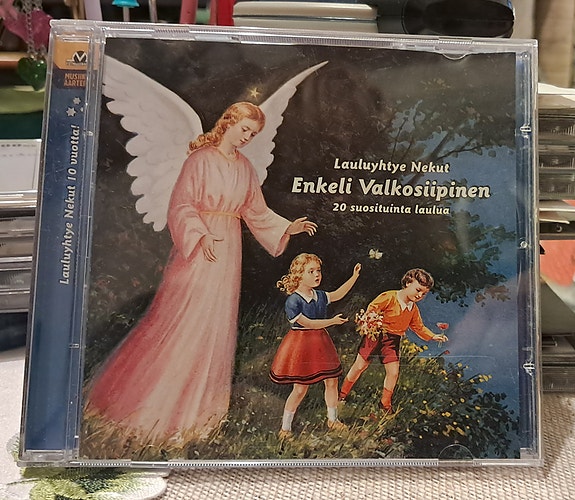 Lauluyhtye Nekut
Enkeli Valkosiipinen
20 suosituinta laulua
Lauluyhtye Nekut 10 vuotta!